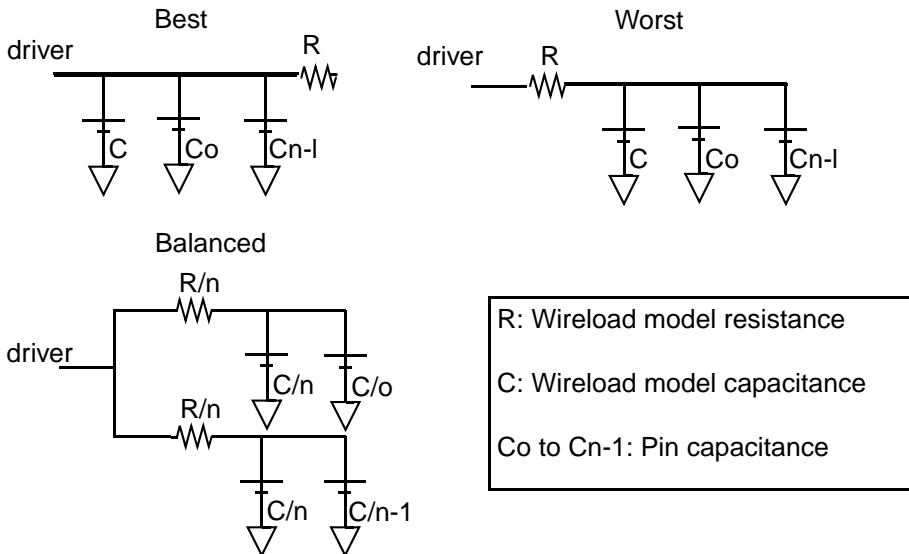 Best
driver
R
C
Co
Cn-l
Worst
driver
R
C
Co
Cn-l
Balanced
R/n
driver
C/n
C/o
R/n
C/n
C/n-1
R: Wireload model resistance
C: Wireload model capacitance
Co to Cn-1: Pin capacitance